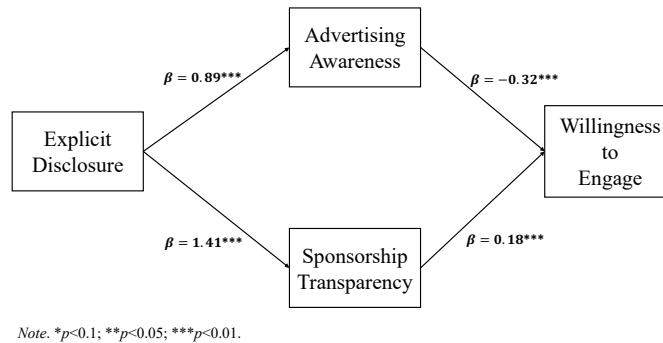 Advertising
Awareness
β = 0.89***
β = −0.32***
Explicit
Disclosure
Willingness
to
Engage
β = 1.41***
β = 0.18***
Sponsorship
Transparency
Note. *p<0.1; **p<0.05; ***p<0.01.